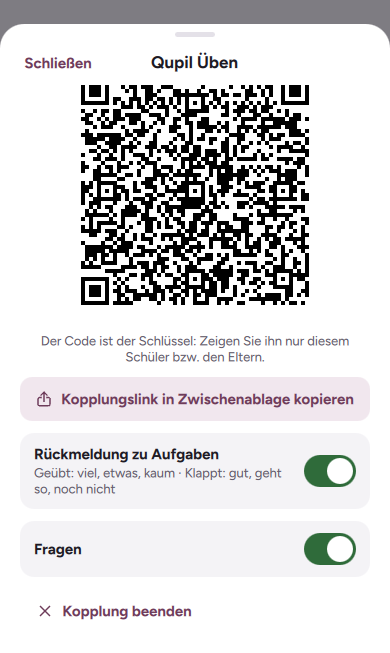 Schließen
Qupil Üben
Der Code ist der Schlüssel: Zeigen Sie ihn nur diesem
Schüler bzw. den Eltern.
Kopplungslink in Zwischenablage kopieren
Rückmeldung zu Aufgaben
Geübt: viel, etwas, kaum · Klappt: gut, geht
so, noch nicht
Fragen
Kopplung beenden